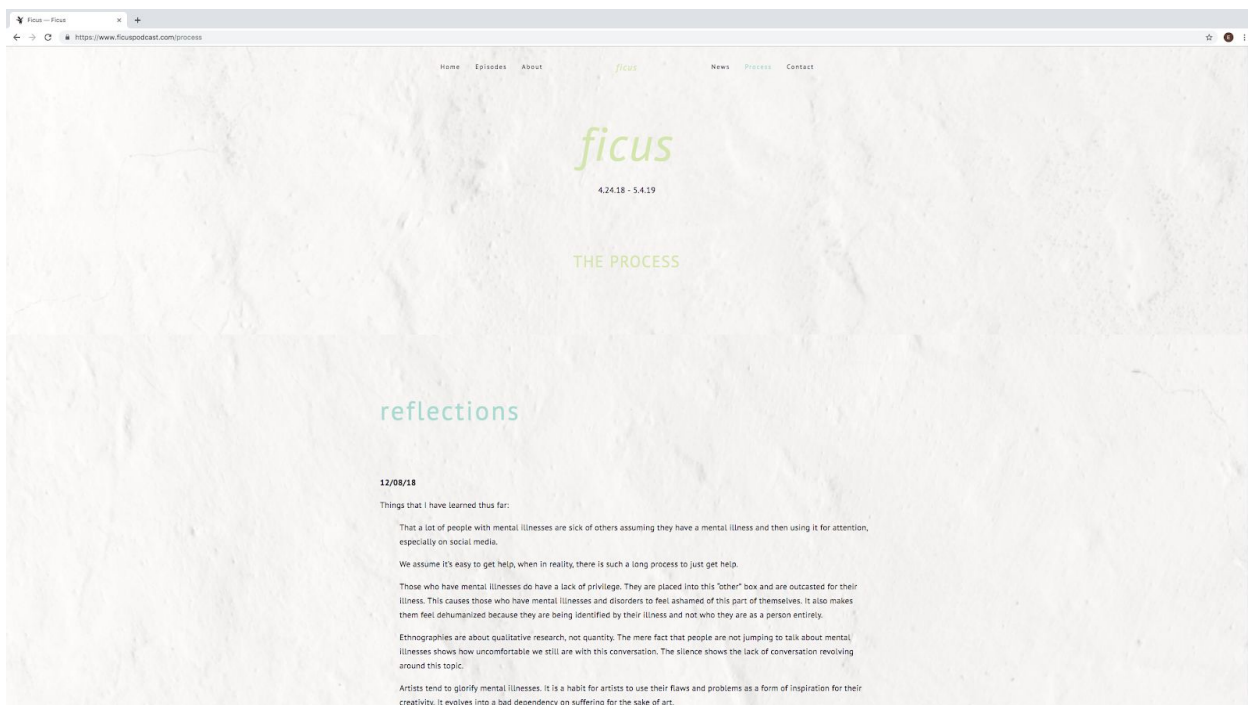 Ficus — Ficus
https://www.ficuspodcast.com/process
E
Home Episodes About ficus News Process Contact
ficus
4.24.18 - 5.4.19
THE PROCESS
reflections
12/08/18
Things that I have learned thus far:
That a lot of people with mental illnesses are sick of others assuming they have a mental illness and then using it for attention,
especially on social media.
We assume it's easy to get help, when in reality, there is such a long process to just get help.
Those who have mental illnesses do have a lack of privilege. They are placed into this "other" box and are outcasted for their
illness. This causes those who have mental illnesses and disorders to feel ashamed of this part of themselves. It also makes
them feel dehumanized because they are being identified by their illness and not who they are as a person entirely.
Ethnographies are about qualitative research, not quantity. The mere fact that people are not jumping to talk about mental
illnesses shows how uncomfortable we still are with this conversation. The silence shows the lack of conversation revolving
around this topic.
Artists tend to glorify mental illnesses. It is a habit for artists to use their flaws and problems as a form of inspiration for their
creativity. It evolves into a bad dependency on suffering for the sake of art.